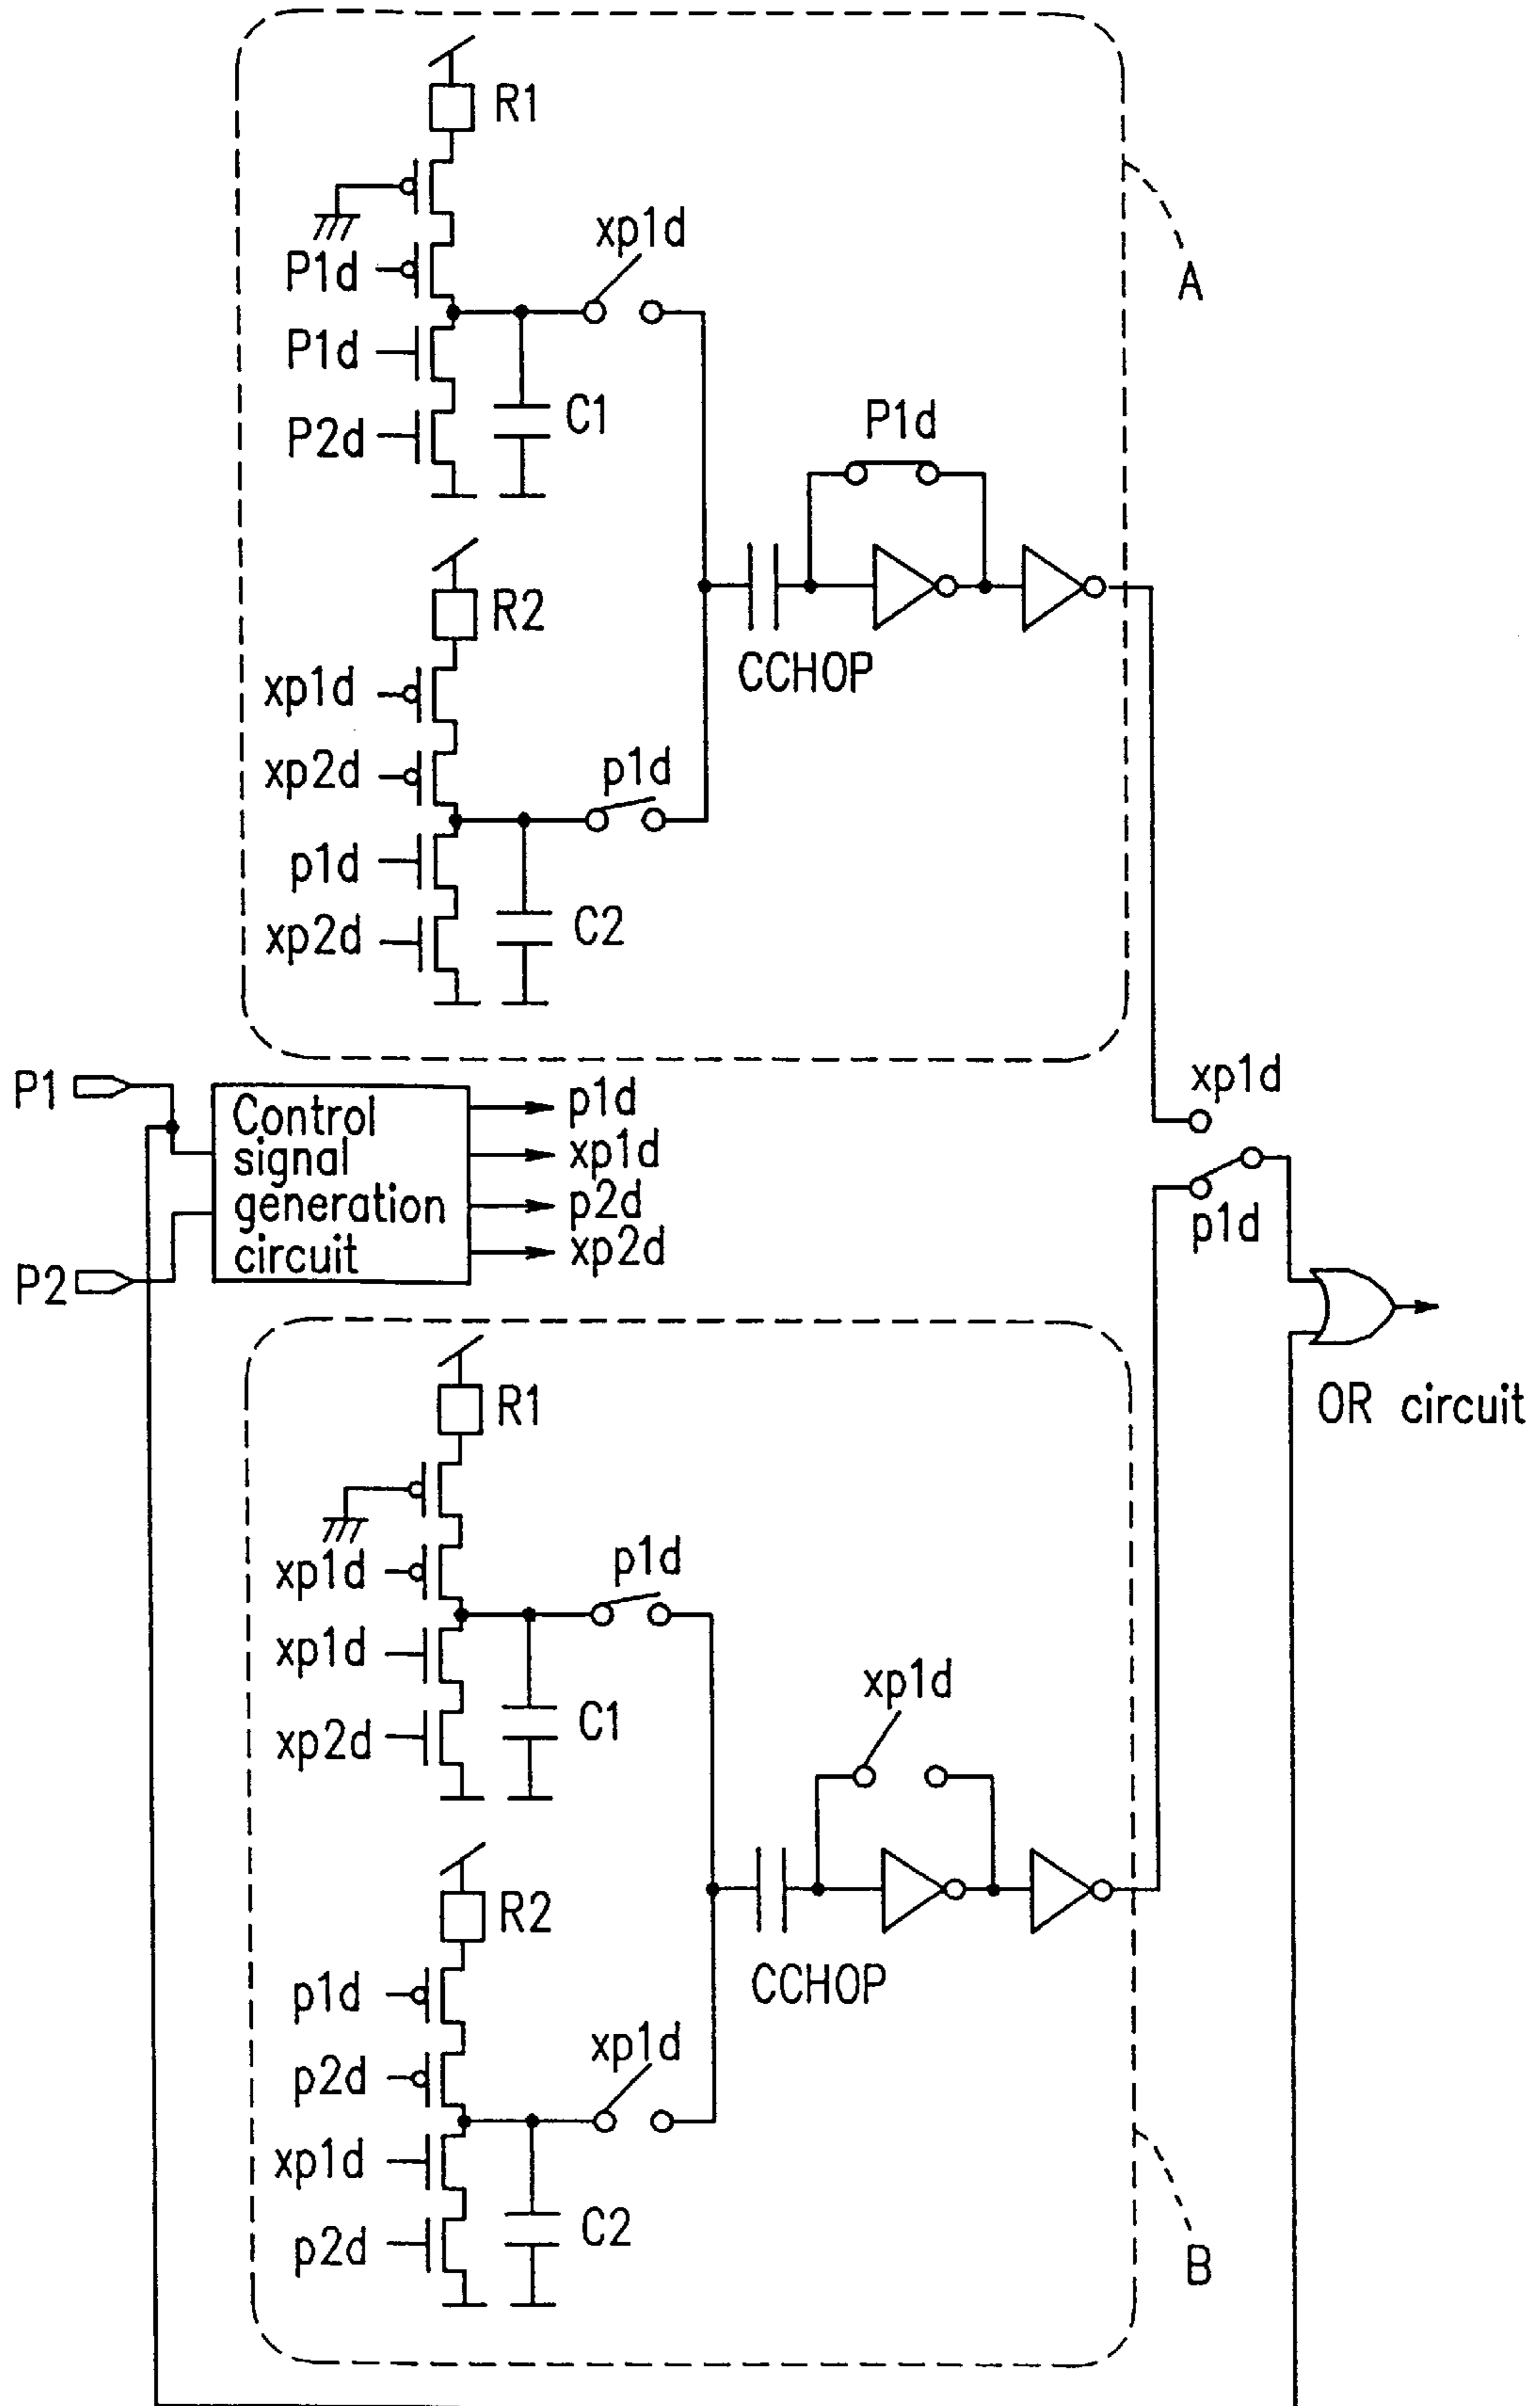 R1
xp1d
P1d
A
P1d
C1
P1d
P2d
R2
CCHOP
xp1d
xp2d
p1d
p1d
C2
xp2d
P1
Control
signal
generation
circuit
p1d
xp1d
p2d
xp2d
P2
xp1d
p1d
OR circuit
R1
p1d
xp1d
xp1d
C1
xp1d
xp2d
R2
CCHOP
p1d
xp1d
p2d
xp1d
C2
p2d
B